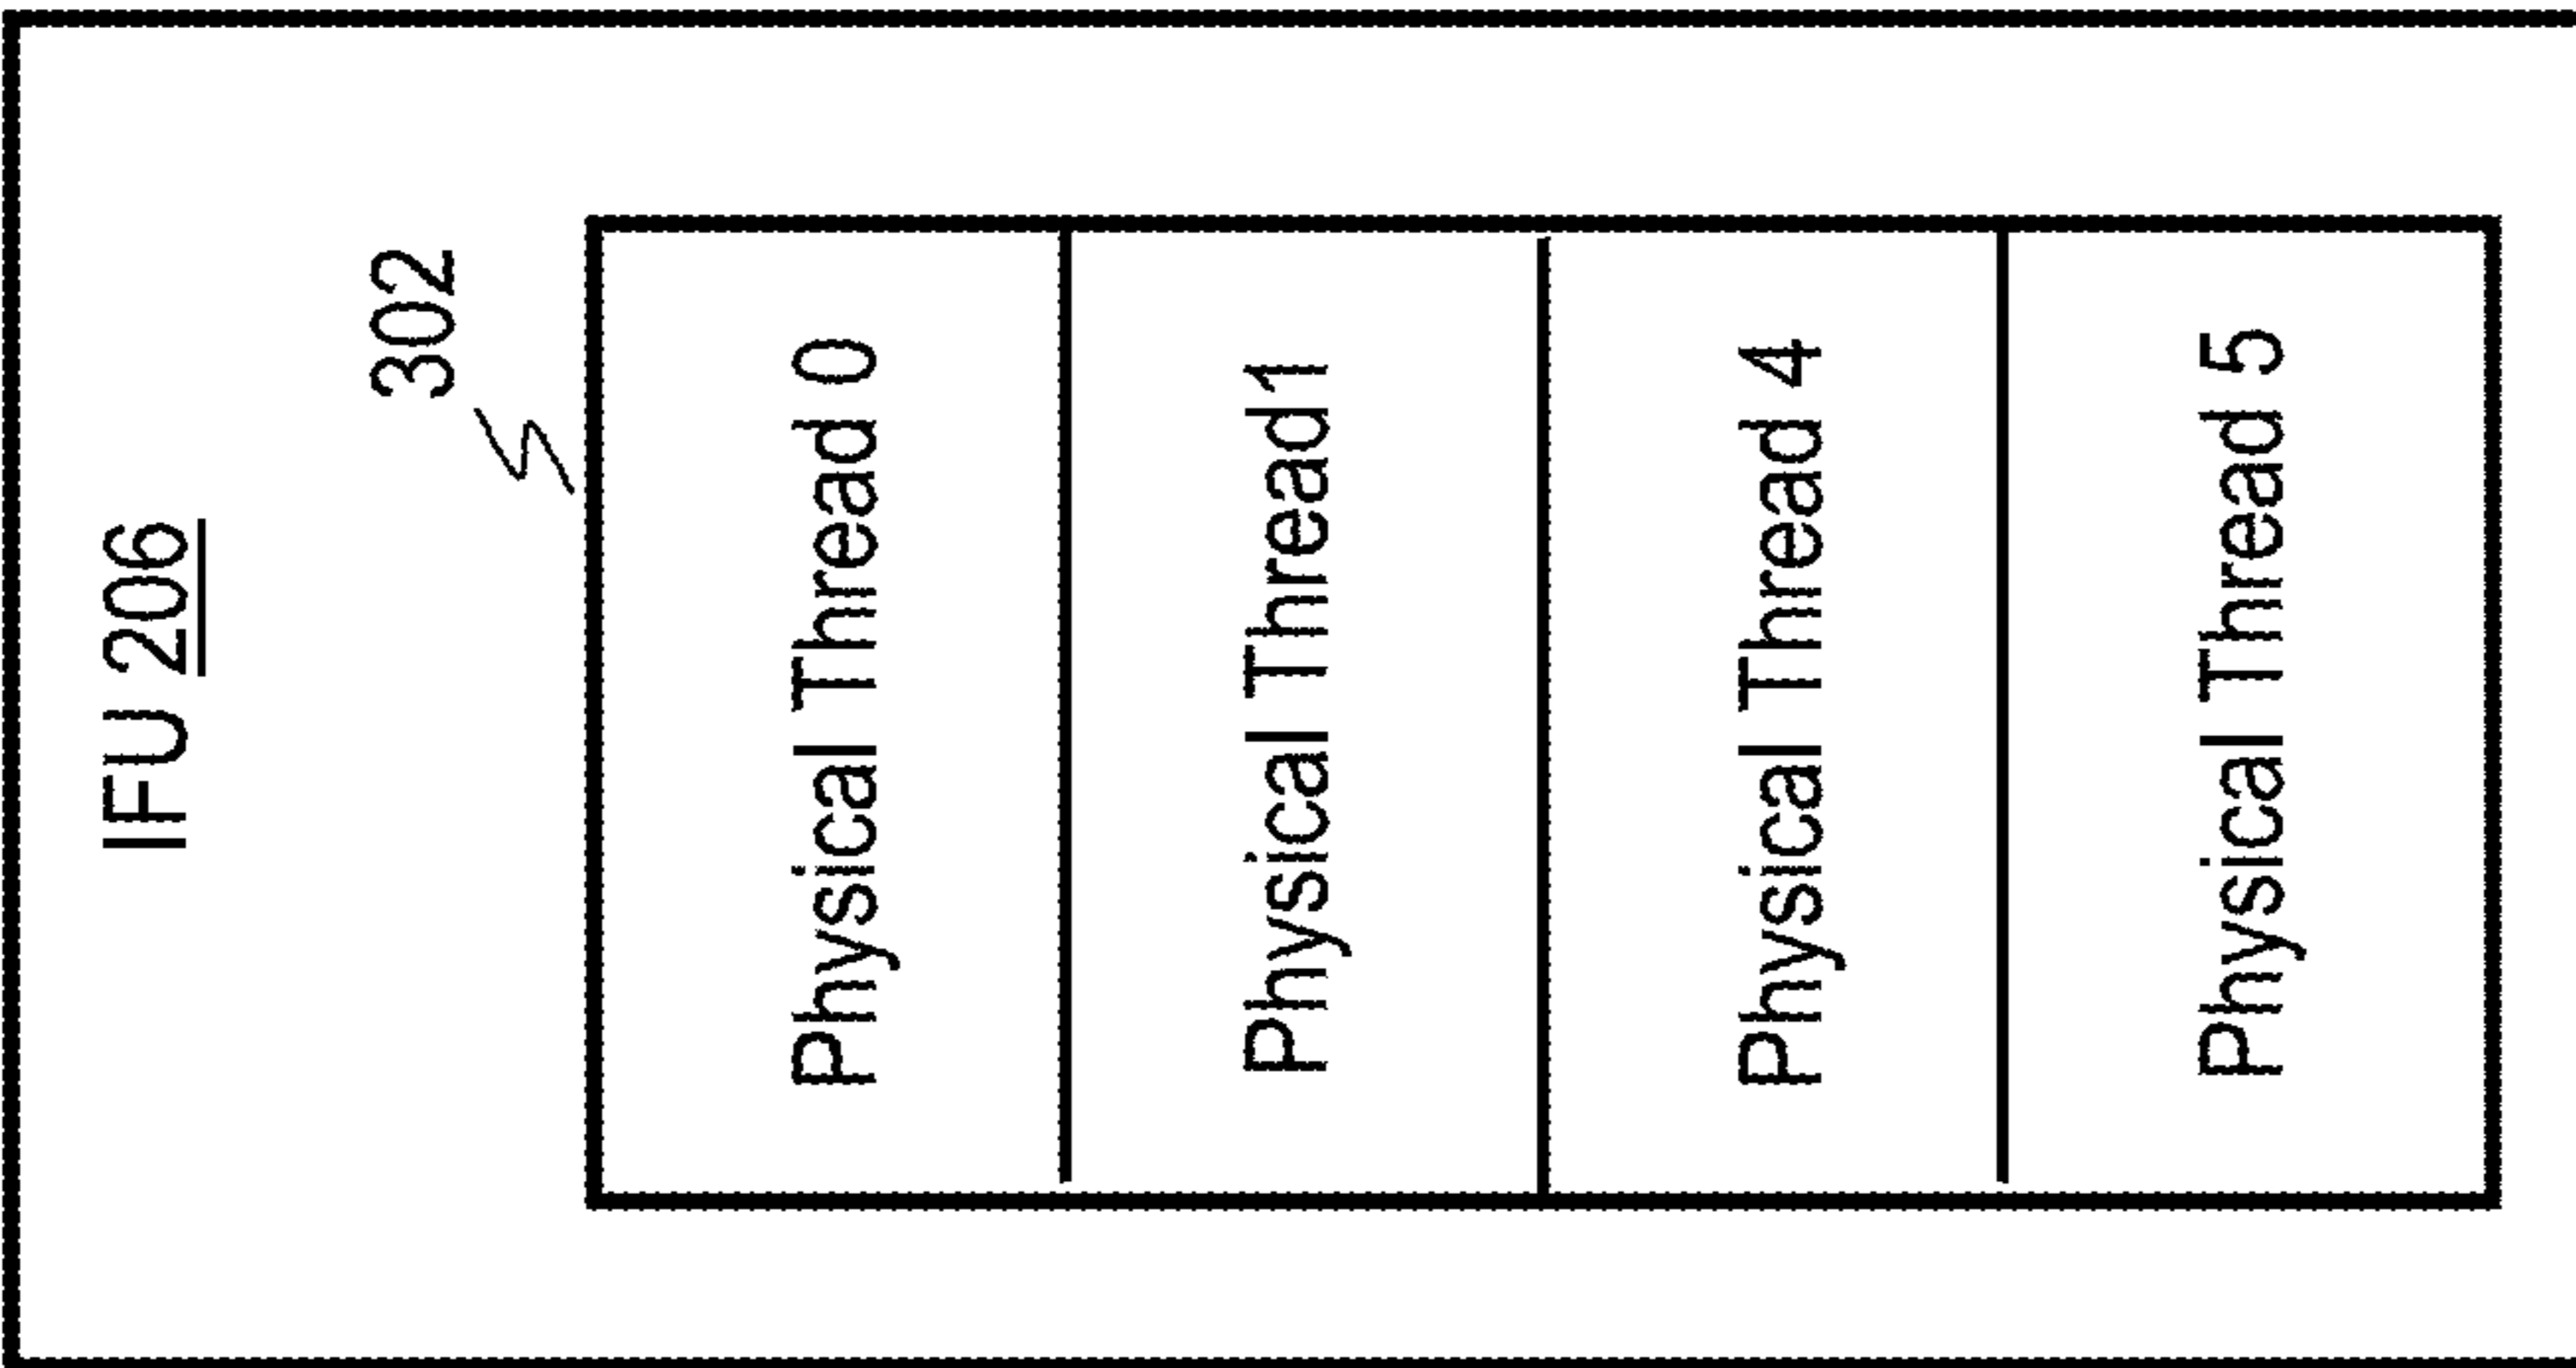 IFU 206
302
Physical Thread 0
Physical Thread1
Physical Thread 4
Physical Thread 5